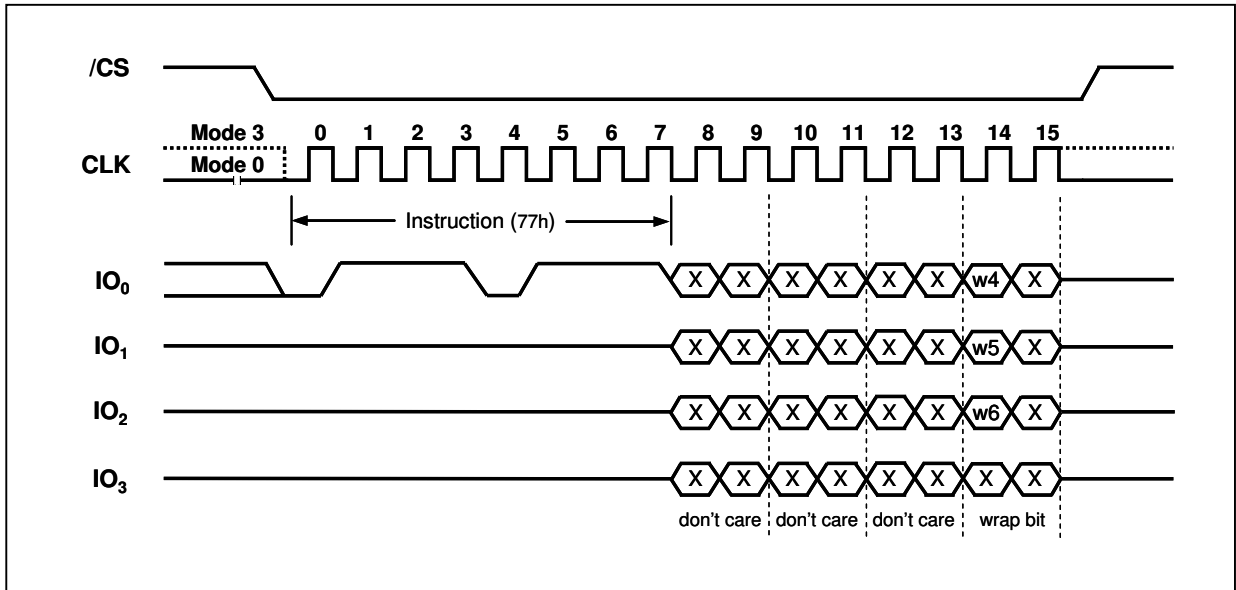 /CS
Mode 3 0 1 2 3 4 5 6 7 8 9 10 11 12 13 14 15
CLK Mode 0
Instruction (77h)
IO0 X X X X X X w4 X
IO1 X X X X X X w5 X
IO2 X X X X X X w6 X
IO3 X X X X X X X X
don't care don't care don't care wrap bit